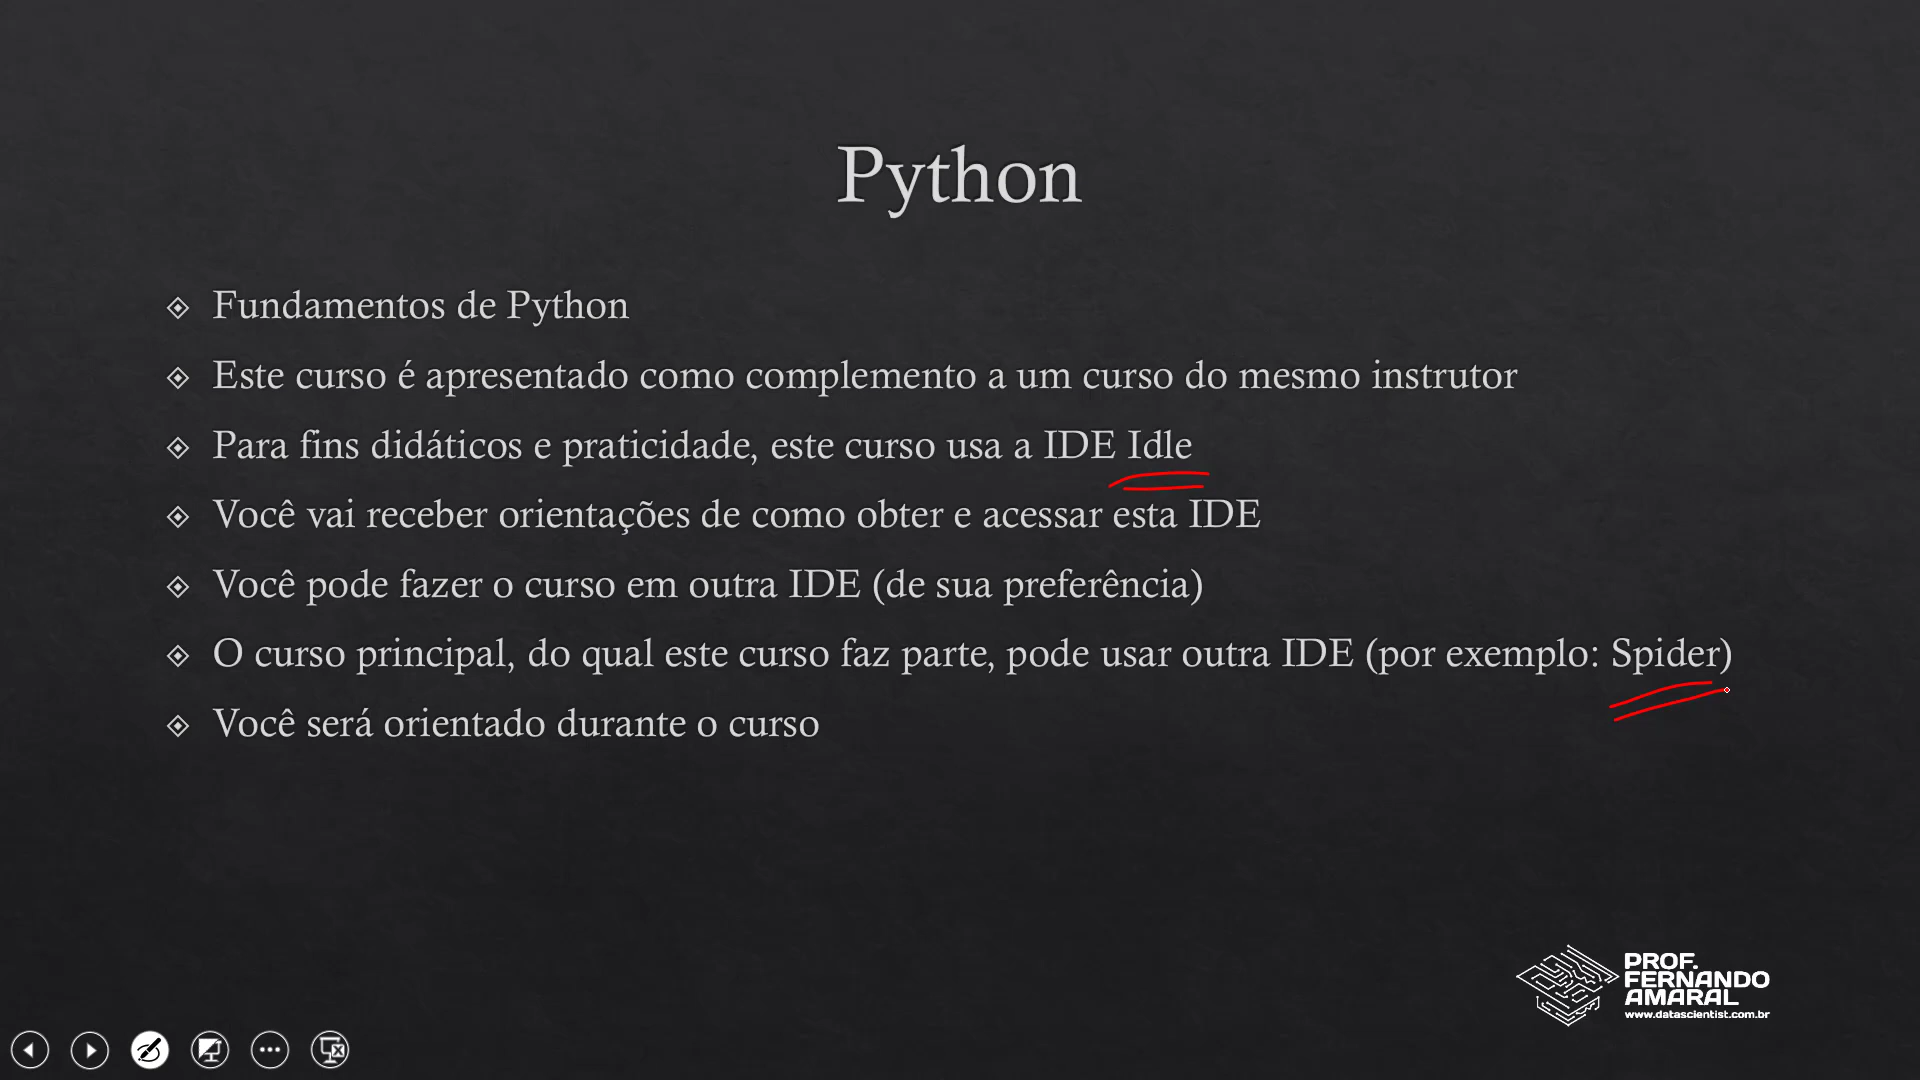 Python
Fundamentos de Python
Este curso é apresentado como complemento a um curso do mesmo instrutor
Para fins didáticos e praticidade, este curso usa a IDE Idle
Você vai receber orientações de como obter e acessar esta IDE
Você pode fazer o curso em outra IDE (de sua preferência)
O curso principal, do qual este curso faz parte, pode usar outra IDE (por exemplo: Spider)
Você será orientado durante o curso
PROF.
FERNANDO
AMARAL
www.datascientist.com.br